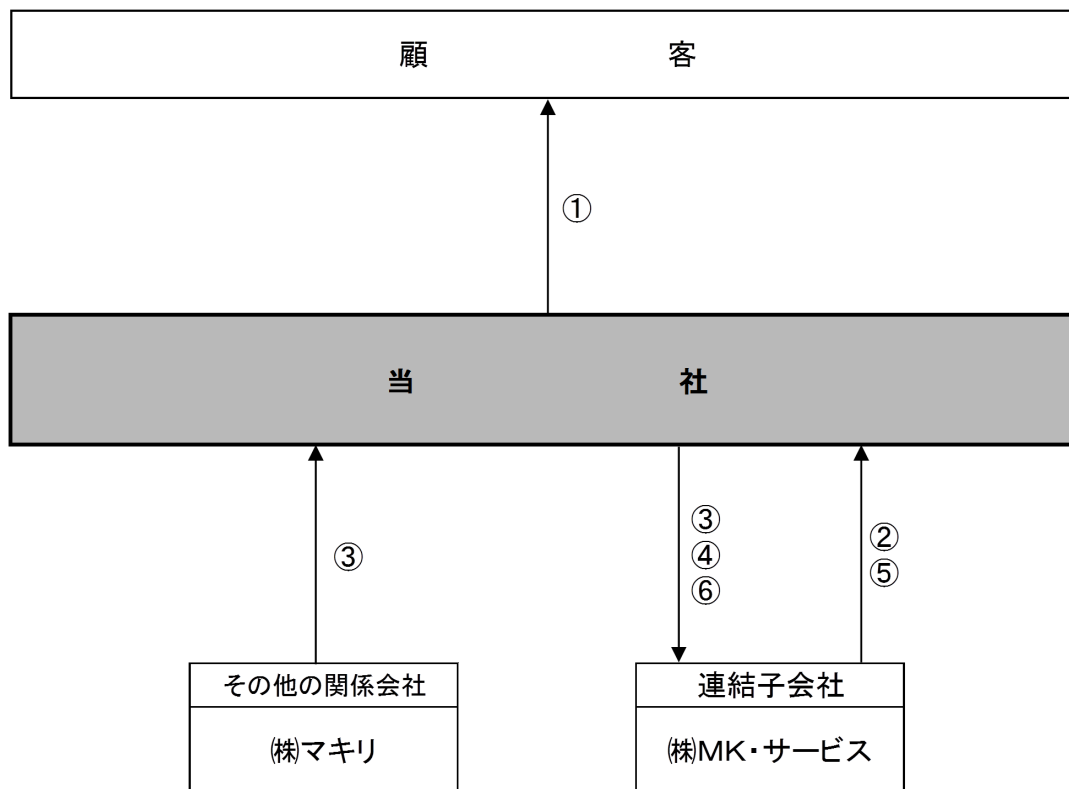 顧 客
①
当 社
③
③
④
⑥
②
⑤
その他の関係会社
㈱マキリ
連結子会社
㈱MK・サービス